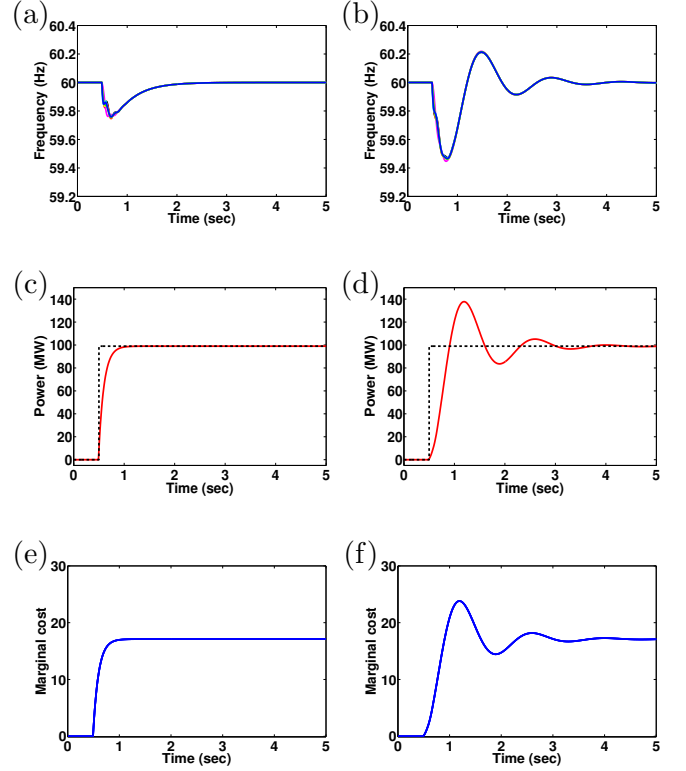 (a)
(b)
60.4
60.2
60
59.8
59.6
59.4
59.2
Frequency (Hz)
0 1 2 3 4 5
Time (sec)
60.4
60.2
60
59.8
59.6
59.4
59.2
Frequency (Hz)
0 1 2 3 4 5
Time (sec)
(c)
(d)
140
120
100
80
60
40
20
0
Power (MW)
0 1 2 3 4 5
Time (sec)
140
120
100
80
60
40
20
0
Power (MW)
0 1 2 3 4 5
Time (sec)
(e)
(f)
30
20
10
0
Marginal cost
0 1 2 3 4 5
Time (sec)
30
20
10
0
Marginal cost
0 1 2 3 4 5
Time (sec)